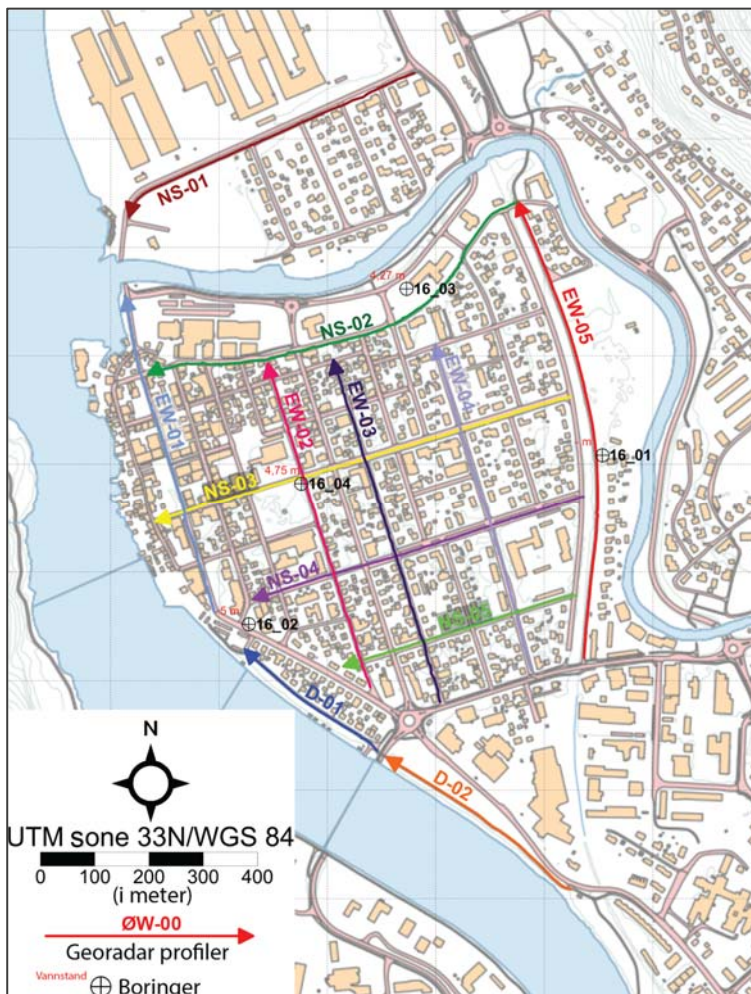 NS-01
4,27 m
16_03
NS-02
EW-05
EW-01
EW-02
EW-03
EW-04
m
16_01
4,75 m
NS-03
16_04
NS-04
-5 m
16_02
D-01
D-02
N
UTM sone 33N/WGS 84
0 100 200 300 400
(i meter)
ØW-00
Georadar profiler
Vannstand
Boringer